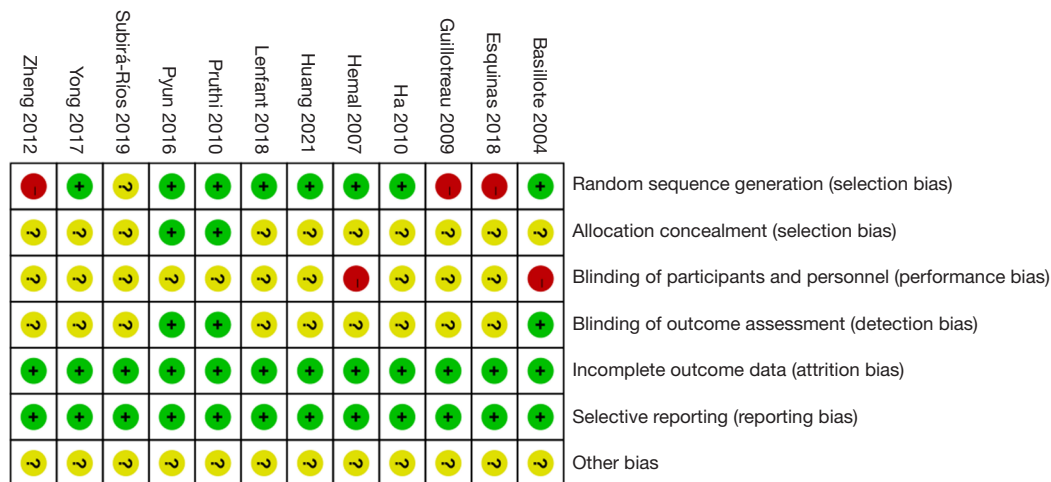 Zheng 2012
Yong 2017
Subirá-Ríos 2019
Pyun 2016
Pruthi 2010
Lenfant 2018
Huang 2021
Hemal 2007
Ha 2010
Guillotreau 2009
Esquinas 2018
Basillote 2004
– + ? + + + + + + – – + Random sequence generation (selection bias)
? ? ? + + ? ? ? ? ? ? ? Allocation concealment (selection bias)
? ? ? ? ? ? ? – ? ? ? – Blinding of participants and personnel (performance bias)
? ? ? + + ? ? ? ? ? ? + Blinding of outcome assessment (detection bias)
+ + + + + + + + + + + + Incomplete outcome data (attrition bias)
+ + + + + + + + + + + + Selective reporting (reporting bias)
? ? ? ? ? ? ? ? ? ? ? ? Other bias